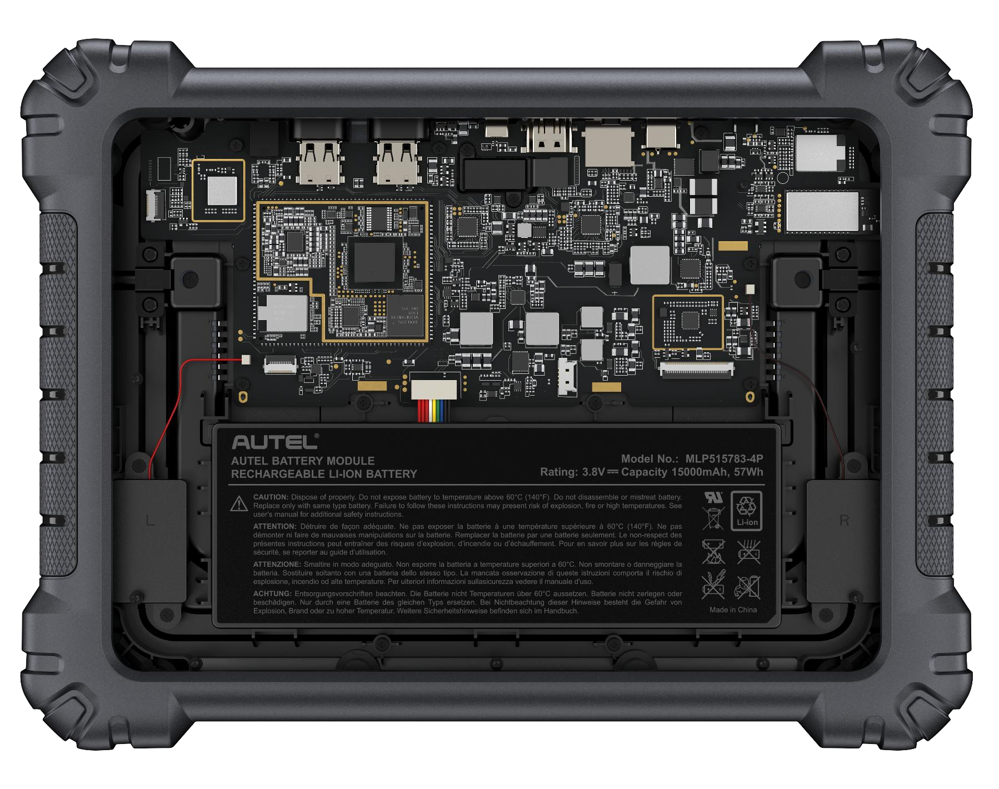 SEC 740
AUTEL®
AUTEL BATTERY MODULE
RECHARGEABLE LI-ION BATTERY
Model No.: MLP515783-4P
Rating: 3.8V⎓Capacity 15000mAh, 57Wh
CAUTION: Dispose of properly. Do not expose battery to temperature above 60°C (140°F). Do not disassemble or mistreat battery.
Replace only with same type battery. Failure to follow these instructions may present risk of explosion, fire or high temperatures. See
user's manual for additional safety instructions.
ATTENTION: Détruire de façon adéquate. Ne pas exposer la batterie à une température supérieure à 60°C (140°F). Ne pas
démonter ni faire de mauvaises manipulations sur la batterie. Remplacer la batterie par une batterie seulement. Le non-respect des
présentes instructions peut entraîner des risques d'explosion, d'incendie ou d'échauffement. Pour en savoir plus sur les règles de
sécurité, se reporter au guide d'utilisation.
ATTENZIONE: Smaltire in modo adeguato. Non esporre la batteria a temperature superiori a 60°C. Non smontare o danneggiare la
batteria. Sostituire soltanto con una batteria dello stesso tipo. La mancata osservazione di queste istruzioni comporta il rischio di
esplosione, incendio od alte temperature. Per ulteriori informazioni sullasicurezza vedere il manuale d'uso.
ACHTUNG: Entsorgungsvorschriften beachten. Die Batterie nicht Temperaturen über 60°C aussetzen. Batterie nicht zerlegen oder
beschädigen. Nur durch eine Batterie des gleichen Typs ersetzen. Bei Nichtbeachtung dieser Hinweise besteht die Gefahr von
Explosion, Brand oder zu hoher Temperatur. Weitere Sicherheitshinweise befinden sich im Handbuch.
Li-ion
Made in China
L
R